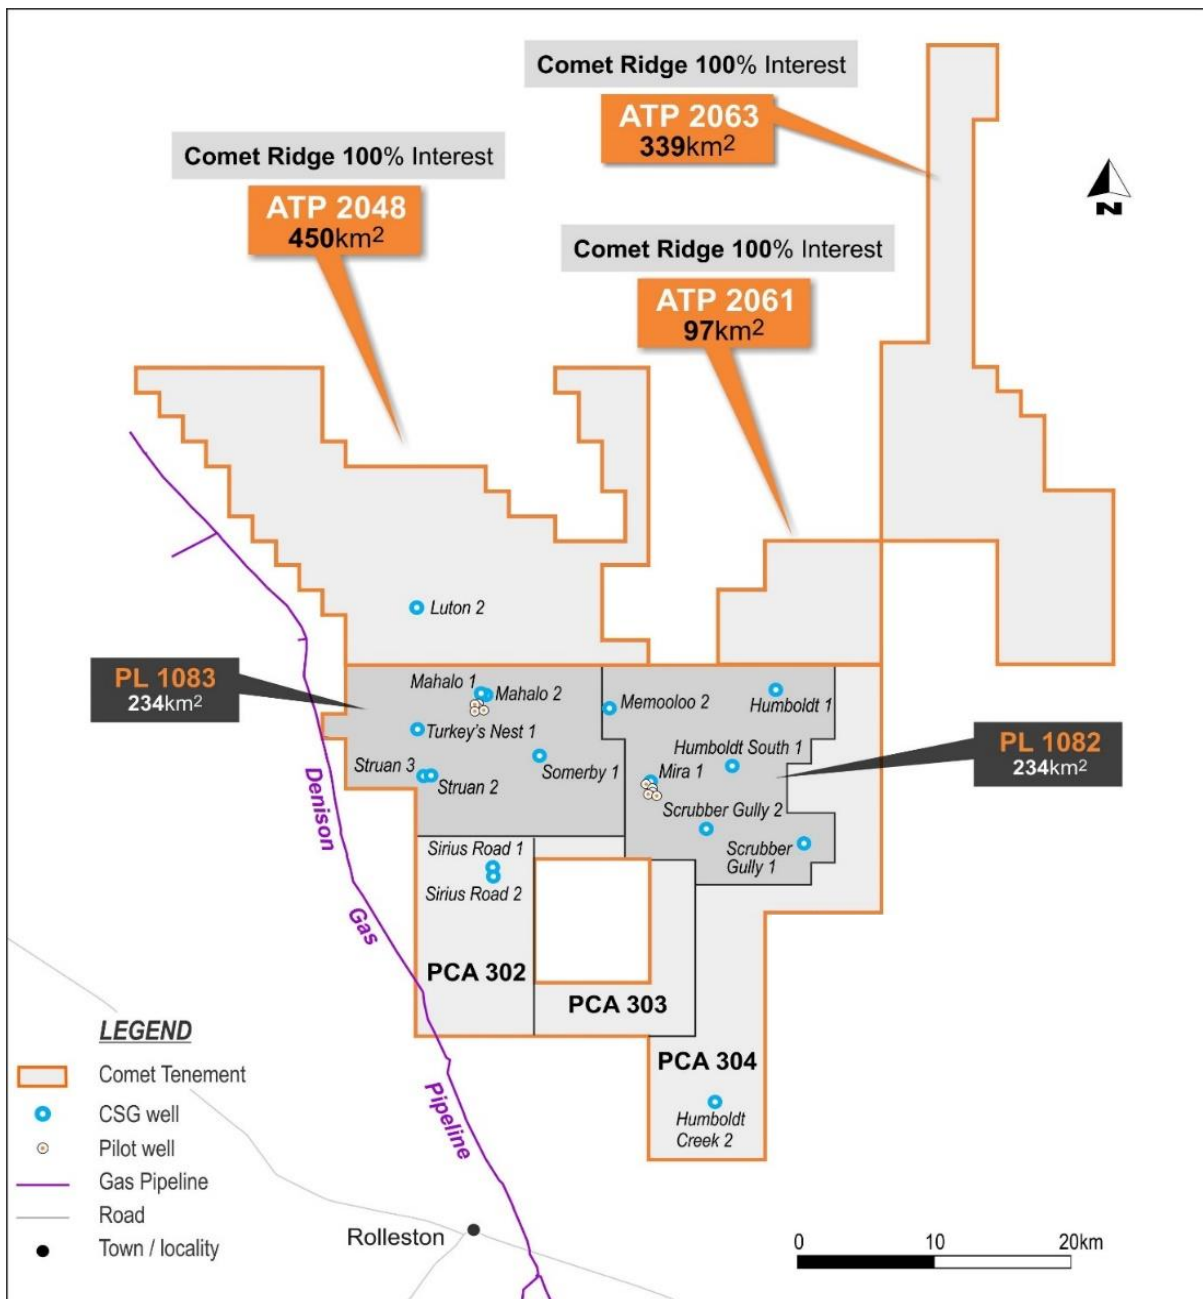 Comet Ridge 100% Interest
ATP 2063
339km²
Comet Ridge 100% Interest
ATP 2048
450km²
N
Comet Ridge 100% Interest
ATP 2061
97km²
Luton 2
PL 1083
234km²
Mahalo 1
Mahalo 2
Memooloo 2
Humboldt 1
Turkey's Nest 1
Humboldt South 1
PL 1082
234km²
Struan 3
Struan 2
Somerby 1
Mira 1
Scrubber Gully 2
Scrubber
Gully 1
Sirius Road 1
Sirius Road 2
Denison
Gas
Pipeline
PCA 302
PCA 303
PCA 304
Humboldt
Creek 2
LEGEND
Comet Tenement
CSG well
Pilot well
Gas Pipeline
Road
Town / locality
Rolleston
0 10 20km